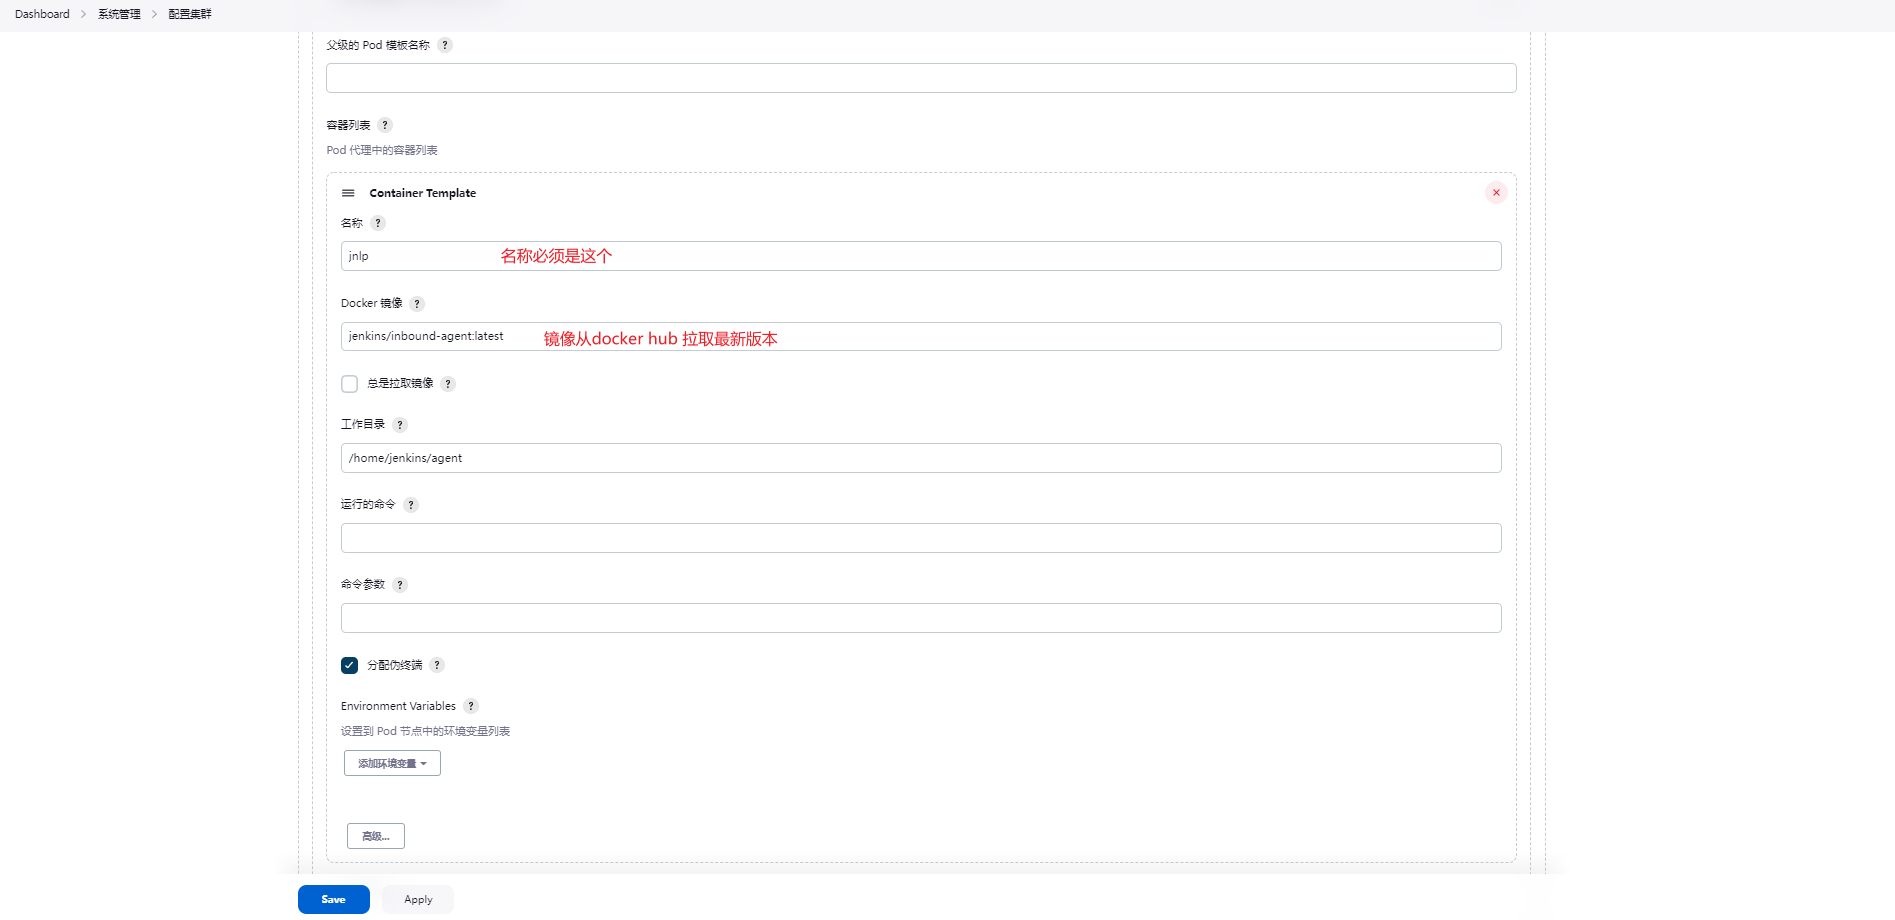 Dashboard > 系统管理 > 配置集群
父级的 Pod 模板名称 ?
容器列表 ?
Pod 代理中的容器列表
Container Template
名称 ?
jnlp 名称必须是这个
Docker 镜像 ?
jenkins/inbound-agent:latest 镜像从docker hub 拉取最新版本
总是拉取镜像 ?
工作目录 ?
/home/jenkins/agent
运行的命令 ?
命令参数 ?
分配伪终端 ?
Environment Variables ?
设置到 Pod 节点中的环境变量列表
添加环境变量
高级...
Save Apply